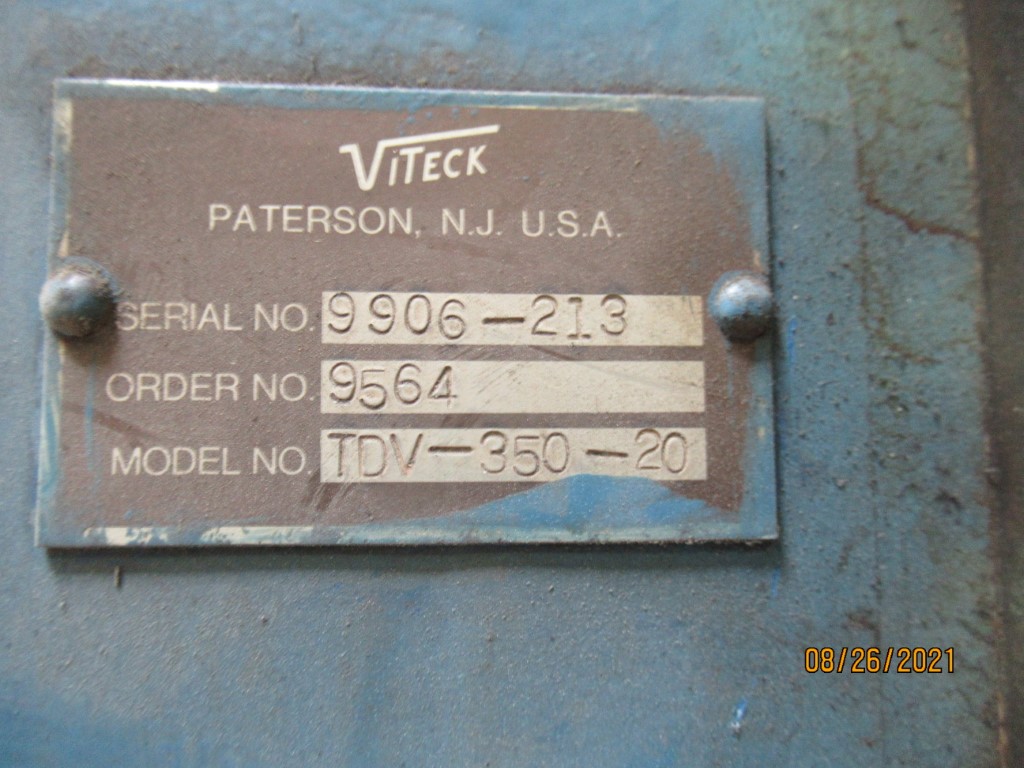 ViTECK
PATERSON, N.J. U.S.A.
SERIAL NO. 9906-213
ORDER NO. 9564
MODEL NO. TDV-350-20
08/26/2021